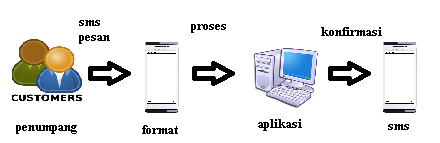 sms
pesan
proses
konfirmasi
CUSTOMERS
penumpang
format
aplikasi
sms